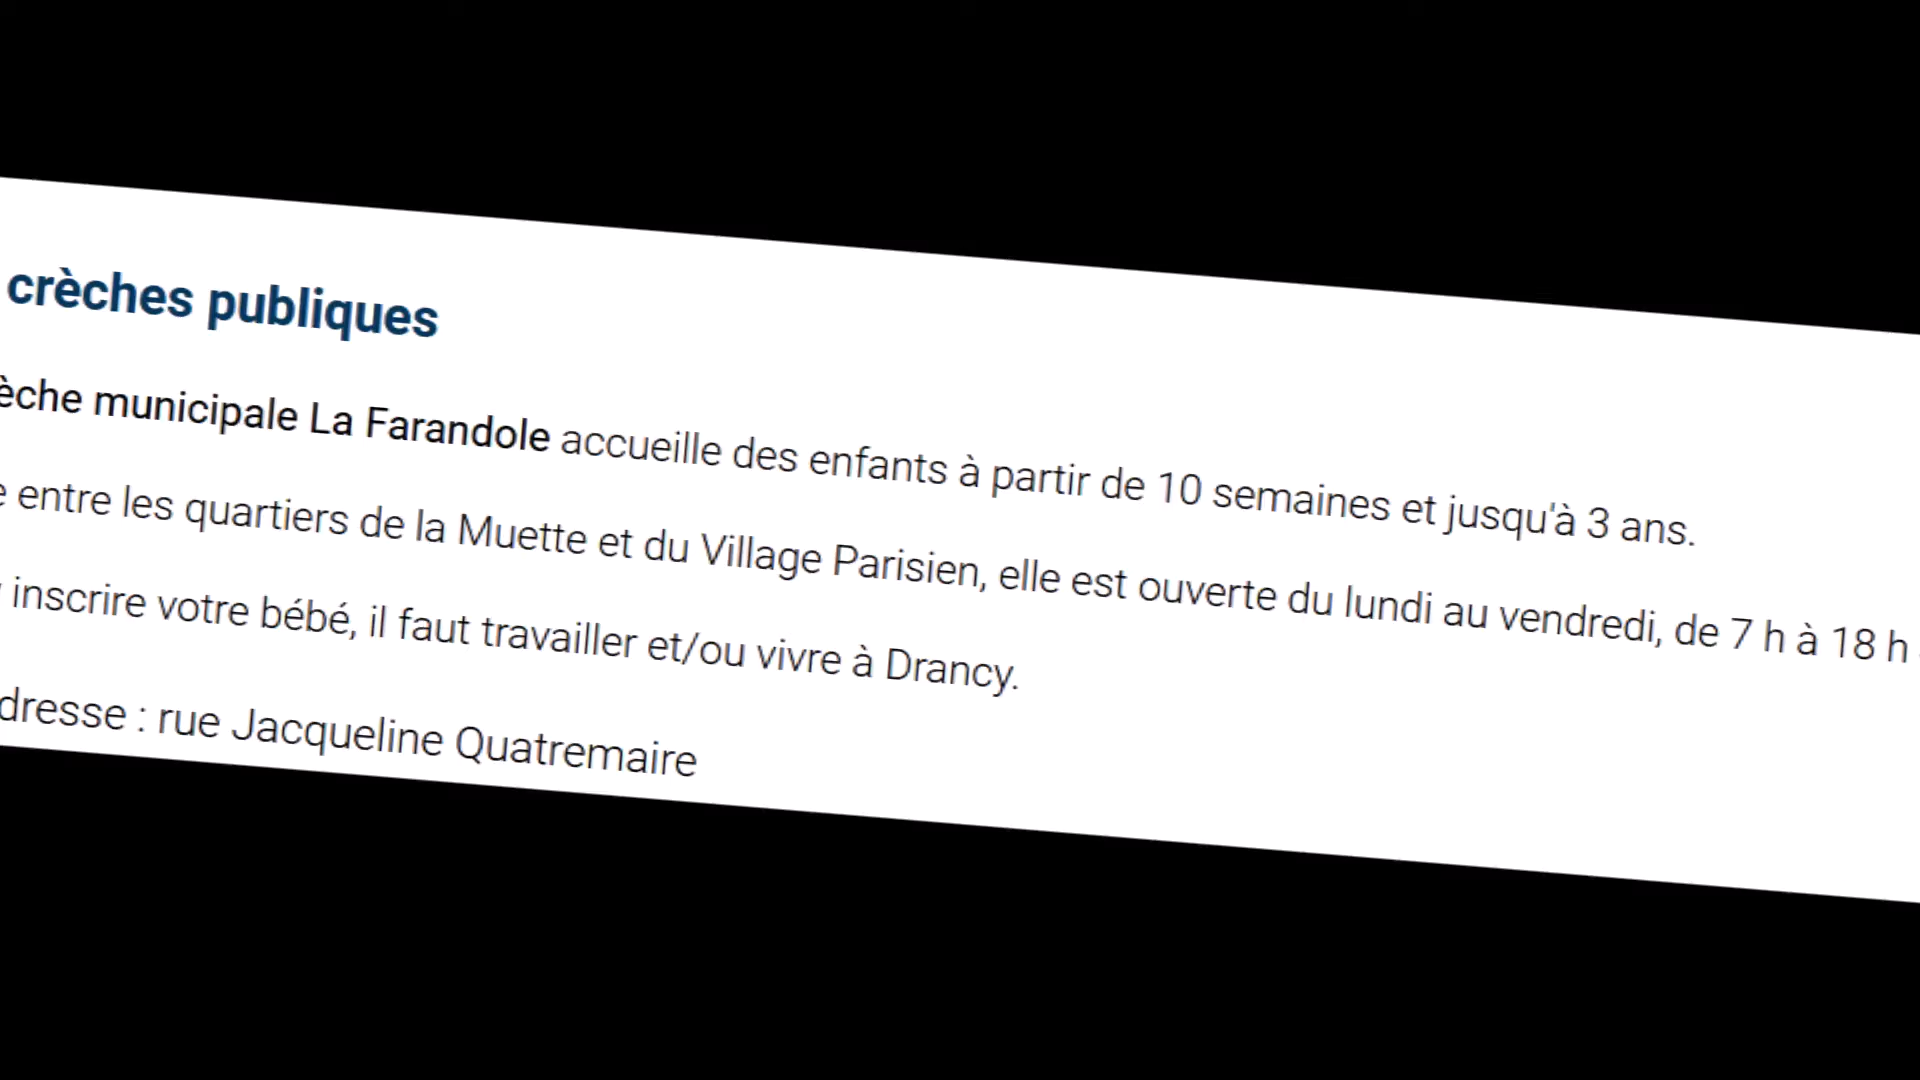 crèches publiques
èche municipale La Farandole accueille des enfants à partir de 10 semaines et jusqu'à 3 ans.
e entre les quartiers de la Muette et du Village Parisien, elle est ouverte du lundi au vendredi, de 7 h à 18 h
inscrire votre bébé, il faut travailler et/ou vivre à Drancy.
dresse : rue Jacqueline Quatremaire